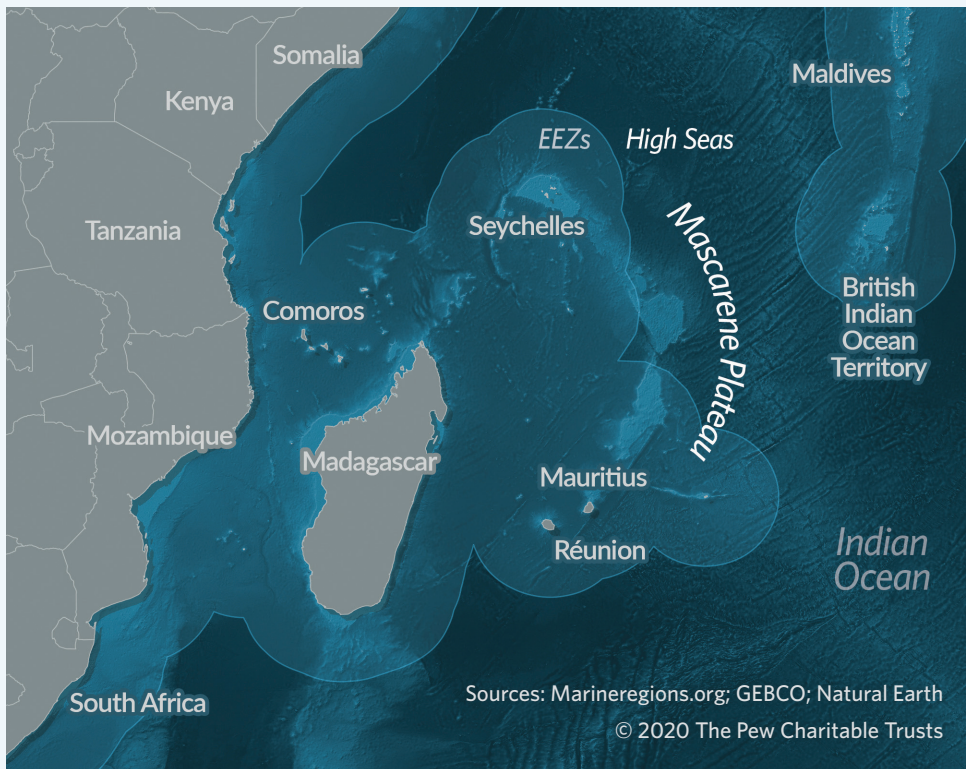 Somalia
Maldives
Kenya
EEZs
High Seas
Mascarene Plateau
Seychelles
Tanzania
British
Indian
Ocean
Territory
Comoros
Mozambique
Madagascar
Mauritius
Réunion
Indian
Ocean
South Africa
Sources: Marineregions.org; GEBCO; Natural Earth
© 2020 The Pew Charitable Trusts